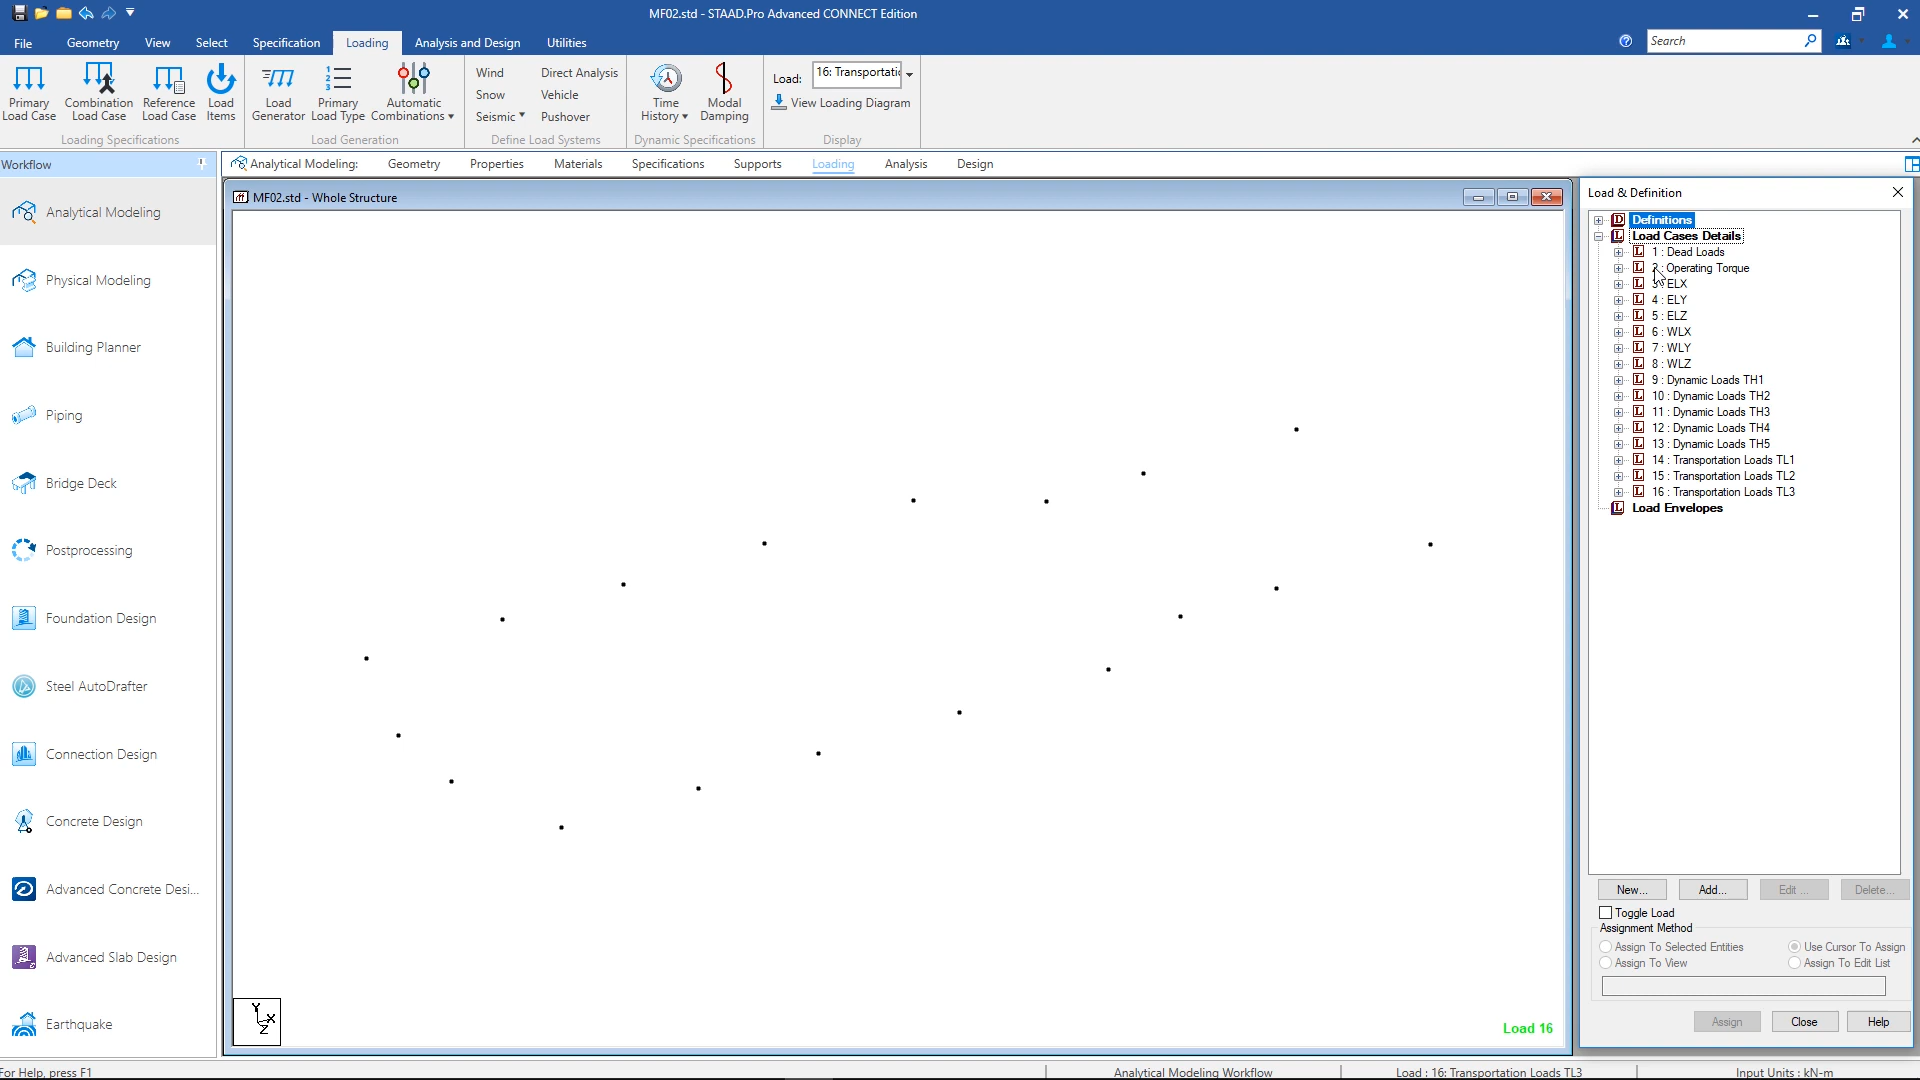 MF02.std - STAAD.Pro Advanced CONNECT Edition
File Geometry View Select Specification Loading Analysis and Design Utilities
Search
Primary Load Case
Combination Load Case
Reference Load Case
Load Items
Loading Specifications
Load Generator
Primary Load Type
Automatic Combinations
Load Generation
Wind Direct Analysis
Snow Vehicle
Seismic Pushover
Define Load Systems
Time History
Modal Damping
Dynamic Specifications
Load: 16: Transportati
View Loading Diagram
Display
Workflow
Analytical Modeling: Geometry Properties Materials Specifications Supports Loading Analysis Design
Analytical Modeling
Physical Modeling
Building Planner
Piping
Bridge Deck
Postprocessing
Foundation Design
Steel AutoDrafter
Connection Design
Concrete Design
Advanced Concrete Desi...
Advanced Slab Design
Earthquake
MF02.std - Whole Structure
Y
X
Z
Load 16
Load & Definition
D Definitions
L Load Cases Details
L 1 : Dead Loads
L 2 : Operating Torque
L 3 : ELX
L 4 : ELY
L 5 : ELZ
L 6 : WLX
L 7 : WLY
L 8 : WLZ
L 9 : Dynamic Loads TH1
L 10 : Dynamic Loads TH2
L 11 : Dynamic Loads TH3
L 12 : Dynamic Loads TH4
L 13 : Dynamic Loads TH5
L 14 : Transportation Loads TL1
L 15 : Transportation Loads TL2
L 16 : Transportation Loads TL3
L Load Envelopes
New... Add... Edit ... Delete...
Toggle Load
Assignment Method
Assign To Selected Entities Use Cursor To Assign
Assign To View Assign To Edit List
Assign Close Help
For Help, press F1 Analytical Modeling Workflow Load : 16: Transportation Loads TL3 Input Units : kN-m